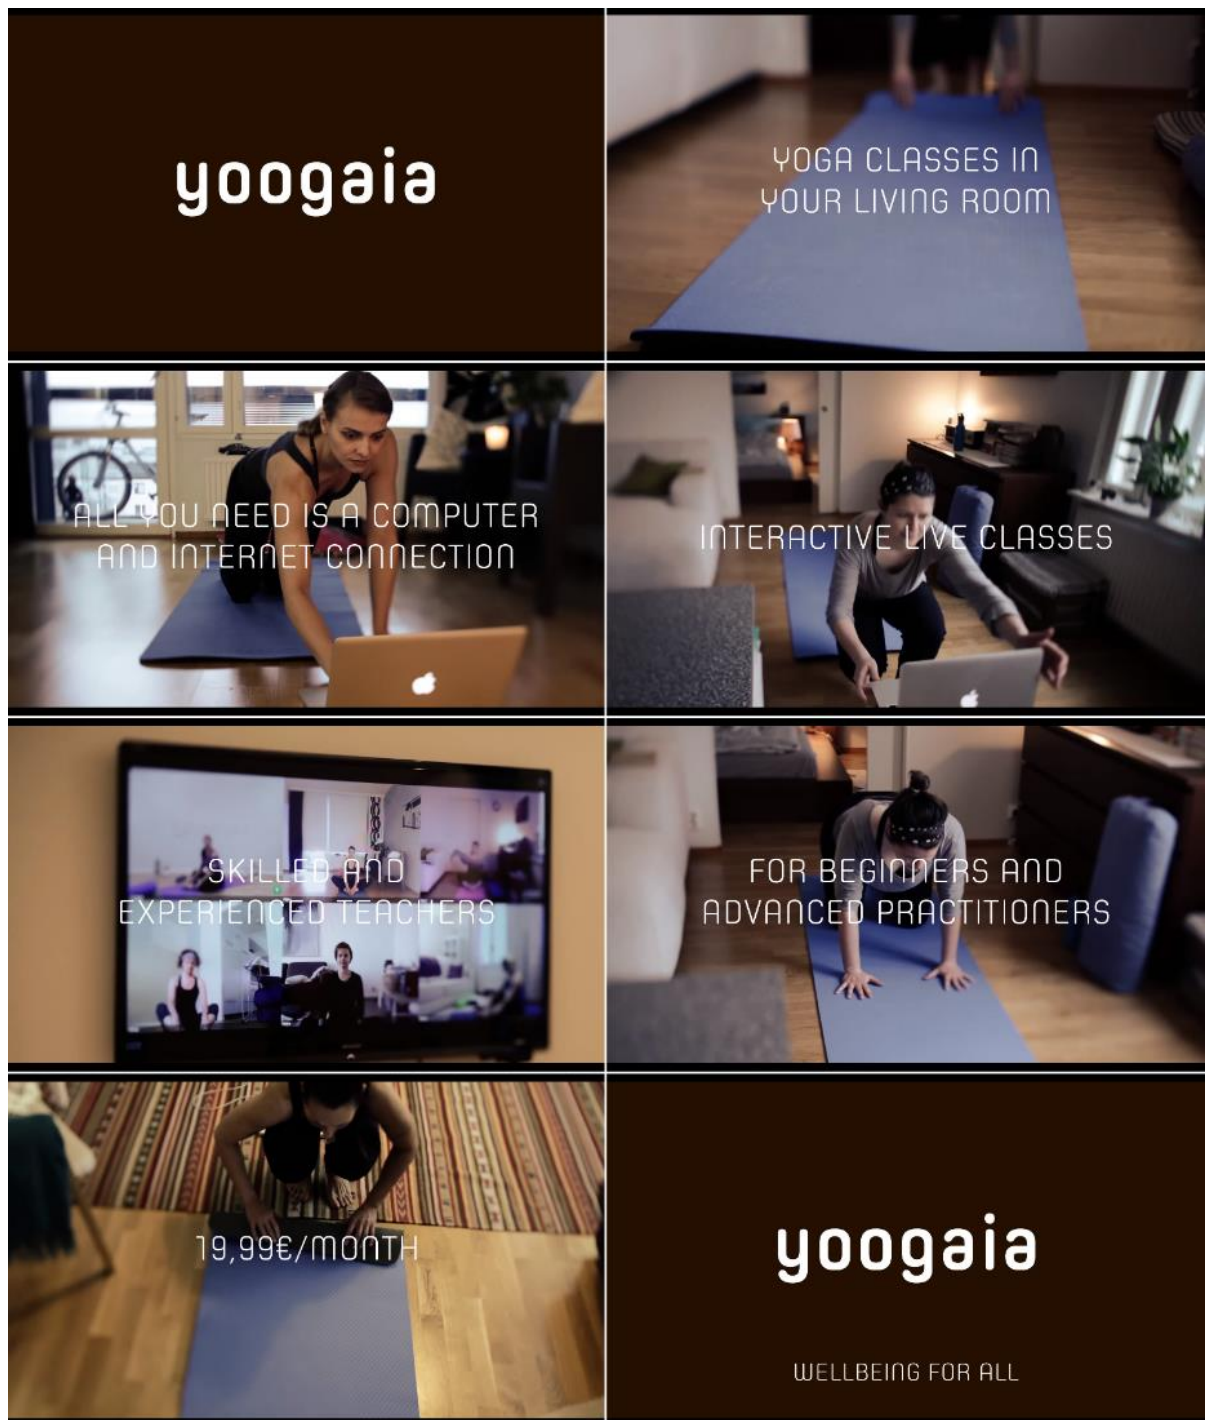 yoogaia
YOGA CLASSES IN
YOUR LIVING ROOM
ALL YOU NEED IS A COMPUTER
AND INTERNET CONNECTION
INTERACTIVE LIVE CLASSES
SKILLED AND
EXPERIENCED TEACHERS
FOR BEGINNERS AND
ADVANCED PRACTITIONERS
19,99€/MONTH
yoogaia
WELLBEING FOR ALL